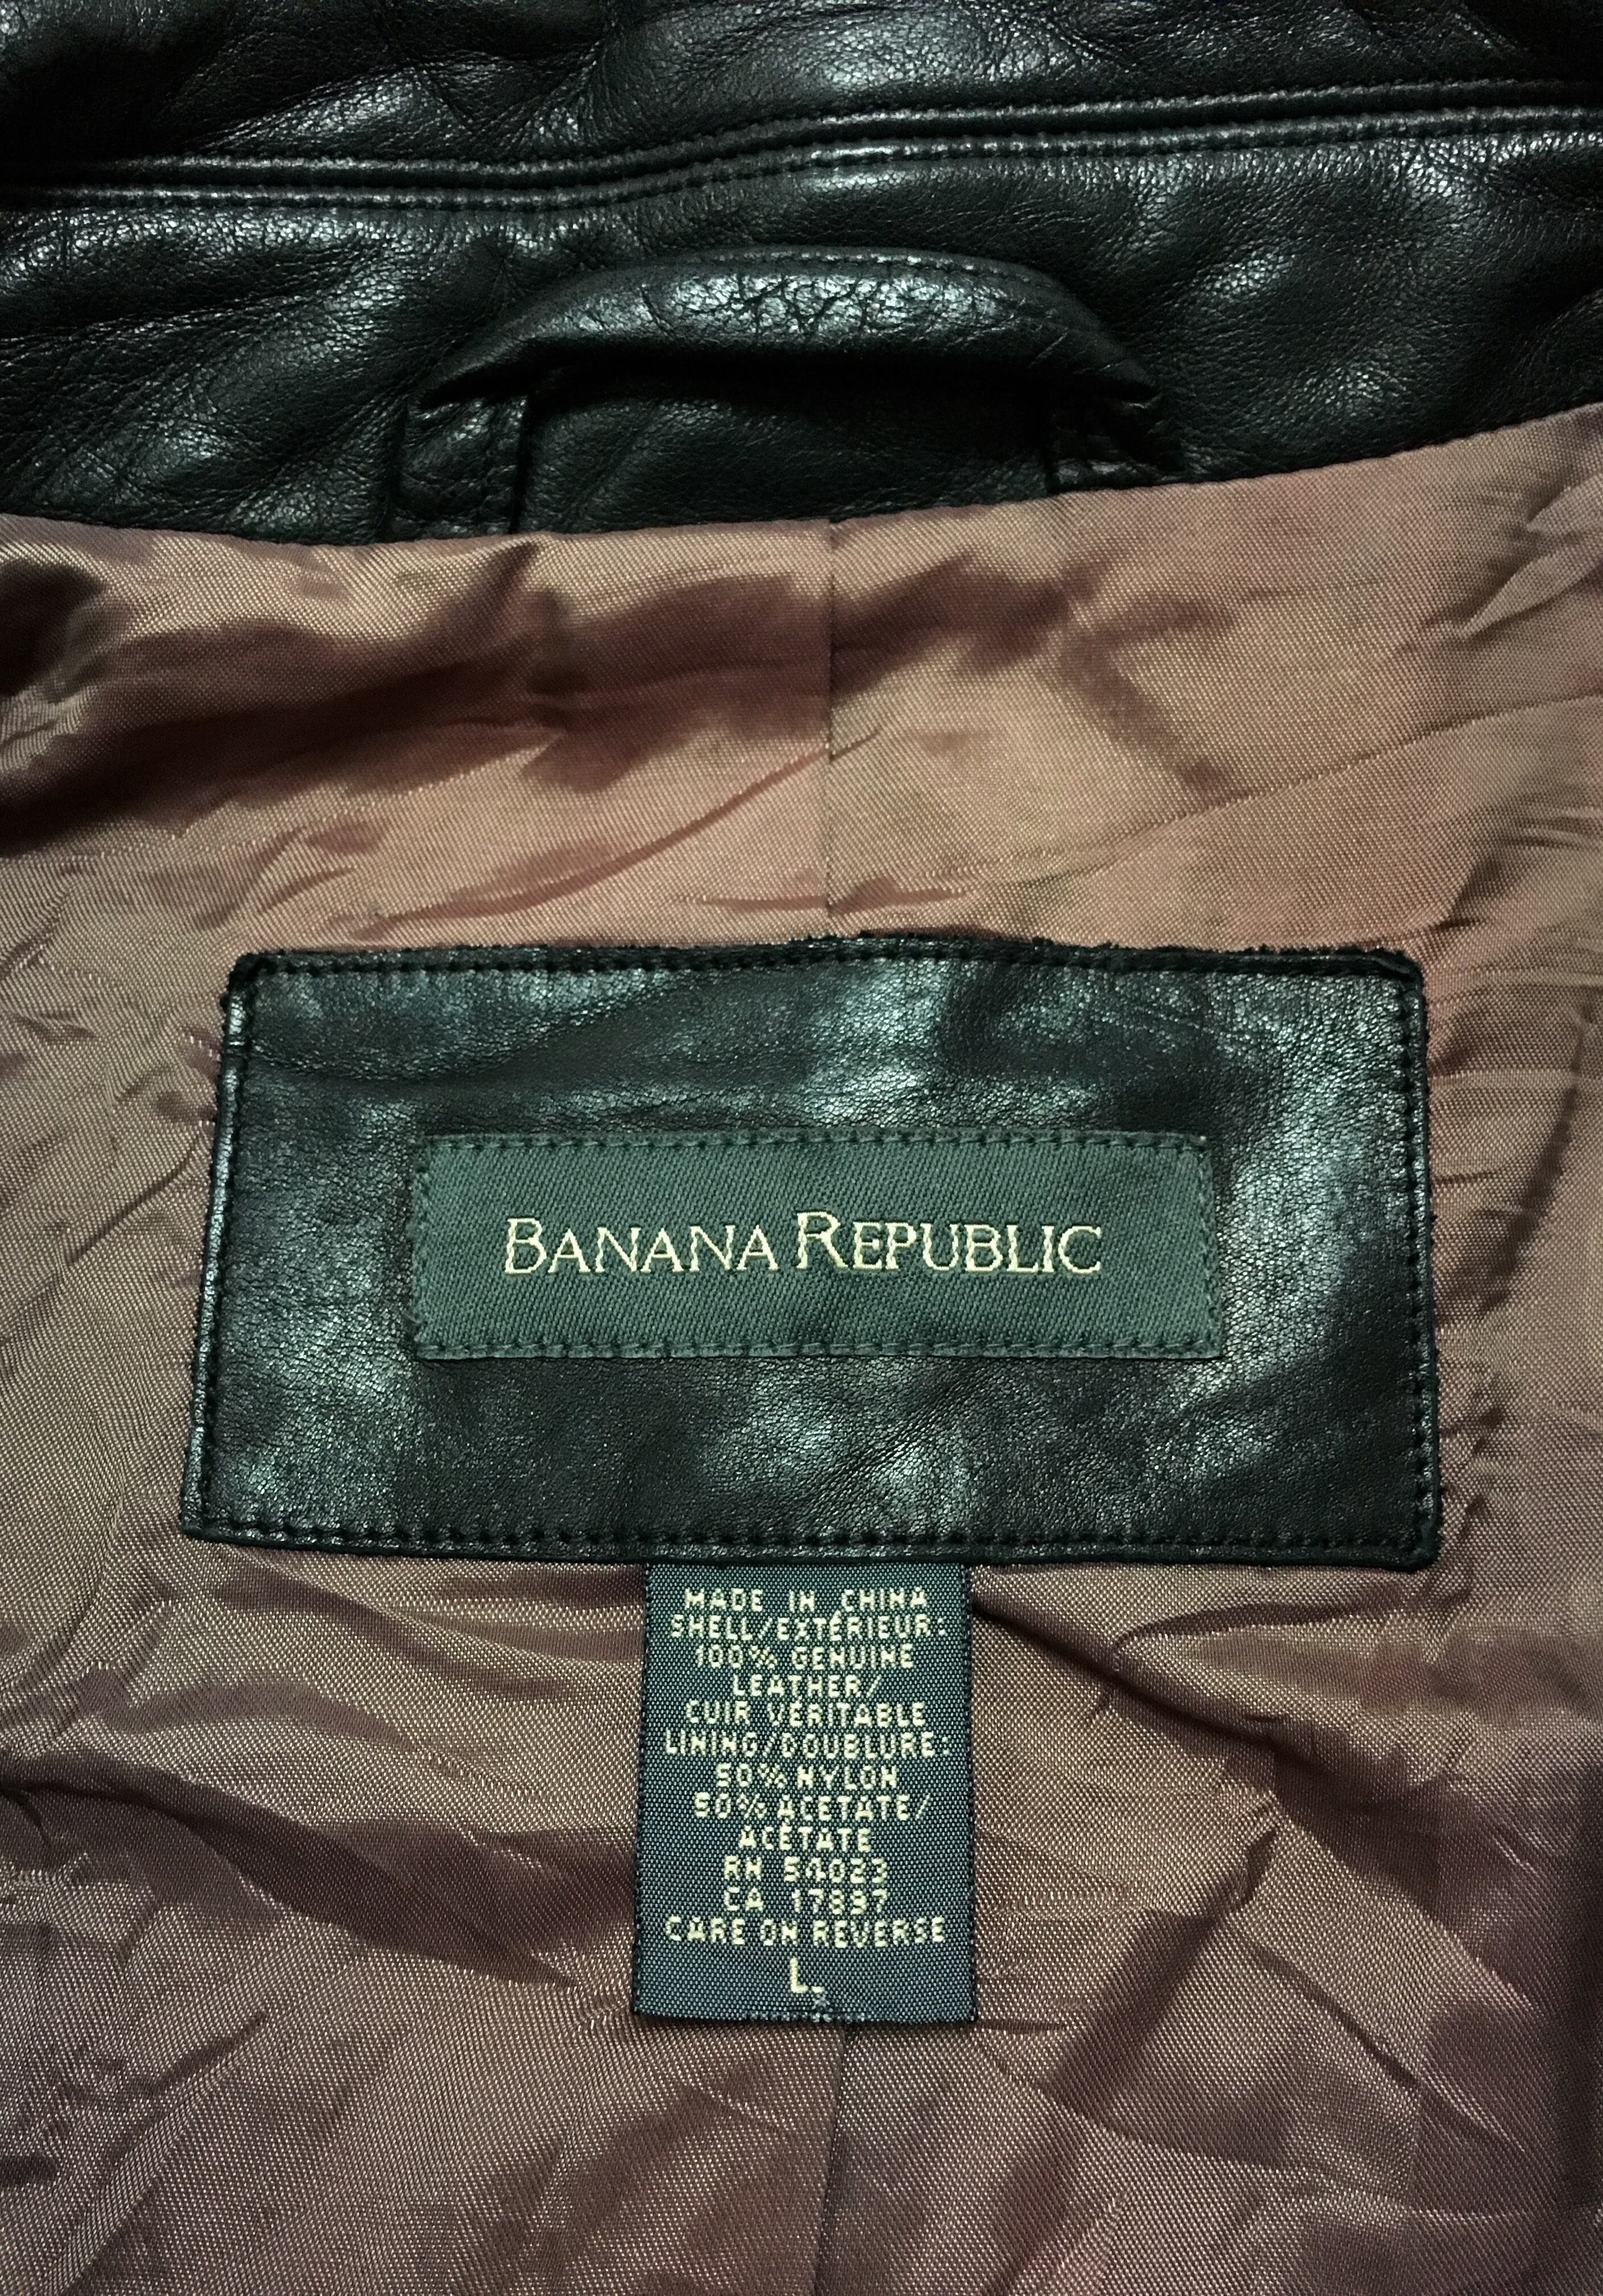 BANANA REPUBLIC
MADE IN CHINA
SHELL/EXTÉRIEUR:
100% GENUINE
LEATHER/
CUIR VÉRITABLE
LINING/DOUBLURE:
50% NYLON
50% ACETATE/
ACÉTATE
RN 54023
CA 17897
CARE ON REVERSE
L